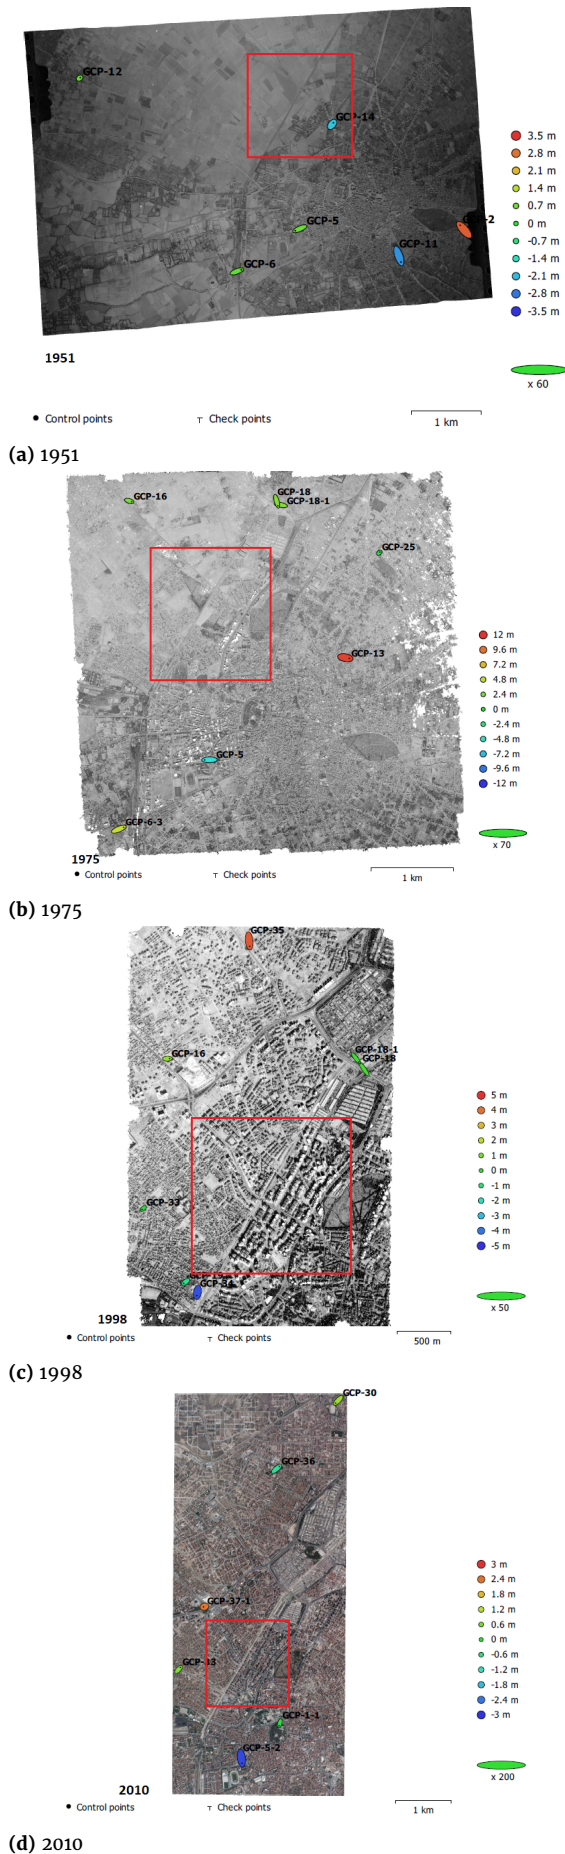 GCP-12
GCP-14
GCP-5
GCP-2
GCP-11
GCP-6
3.5 m
2.8 m
2.1 m
1.4 m
0.7 m
0 m
-0.7 m
-1.4 m
-2.1 m
-2.8 m
-3.5 m
x 60
1951
Control points
Check points
1 km
(a) 1951
GCP-16
GCP-18
GCP-18-1
GCP-25
GCP-13
GCP-5
GCP-6-3
12 m
9.6 m
7.2 m
4.8 m
2.4 m
0 m
-2.4 m
-4.8 m
-7.2 m
-9.6 m
-12 m
x 70
1975
Control points
Check points
1 km
(b) 1975
GCP-35
GCP-16
GCP-18-1
GCP-18
GCP-33
GCP-34
5 m
4 m
3 m
2 m
1 m
0 m
-1 m
-2 m
-3 m
-4 m
-5 m
x 50
1998
Control points
Check points
500 m
(c) 1998
GCP-30
GCP-36
GCP-37-1
GCP-33
GCP-1-1
GCP-5-2
3 m
2.4 m
1.8 m
1.2 m
0.6 m
0 m
-0.6 m
-1.2 m
-1.8 m
-2.4 m
-3 m
x 200
2010
Control points
Check points
1 km
(d) 2010